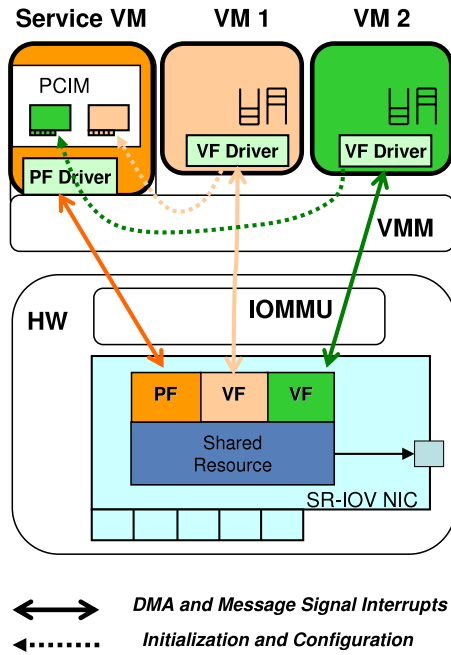 Service VM VM 1 VM 2
PCIM
VF Driver VF Driver
PF Driver
VMM
IOMMU
HW
PF VF VF
Shared
Resource
SR-IOV NIC
DMA and Message Signal Interrupts
Initialization and Configuration